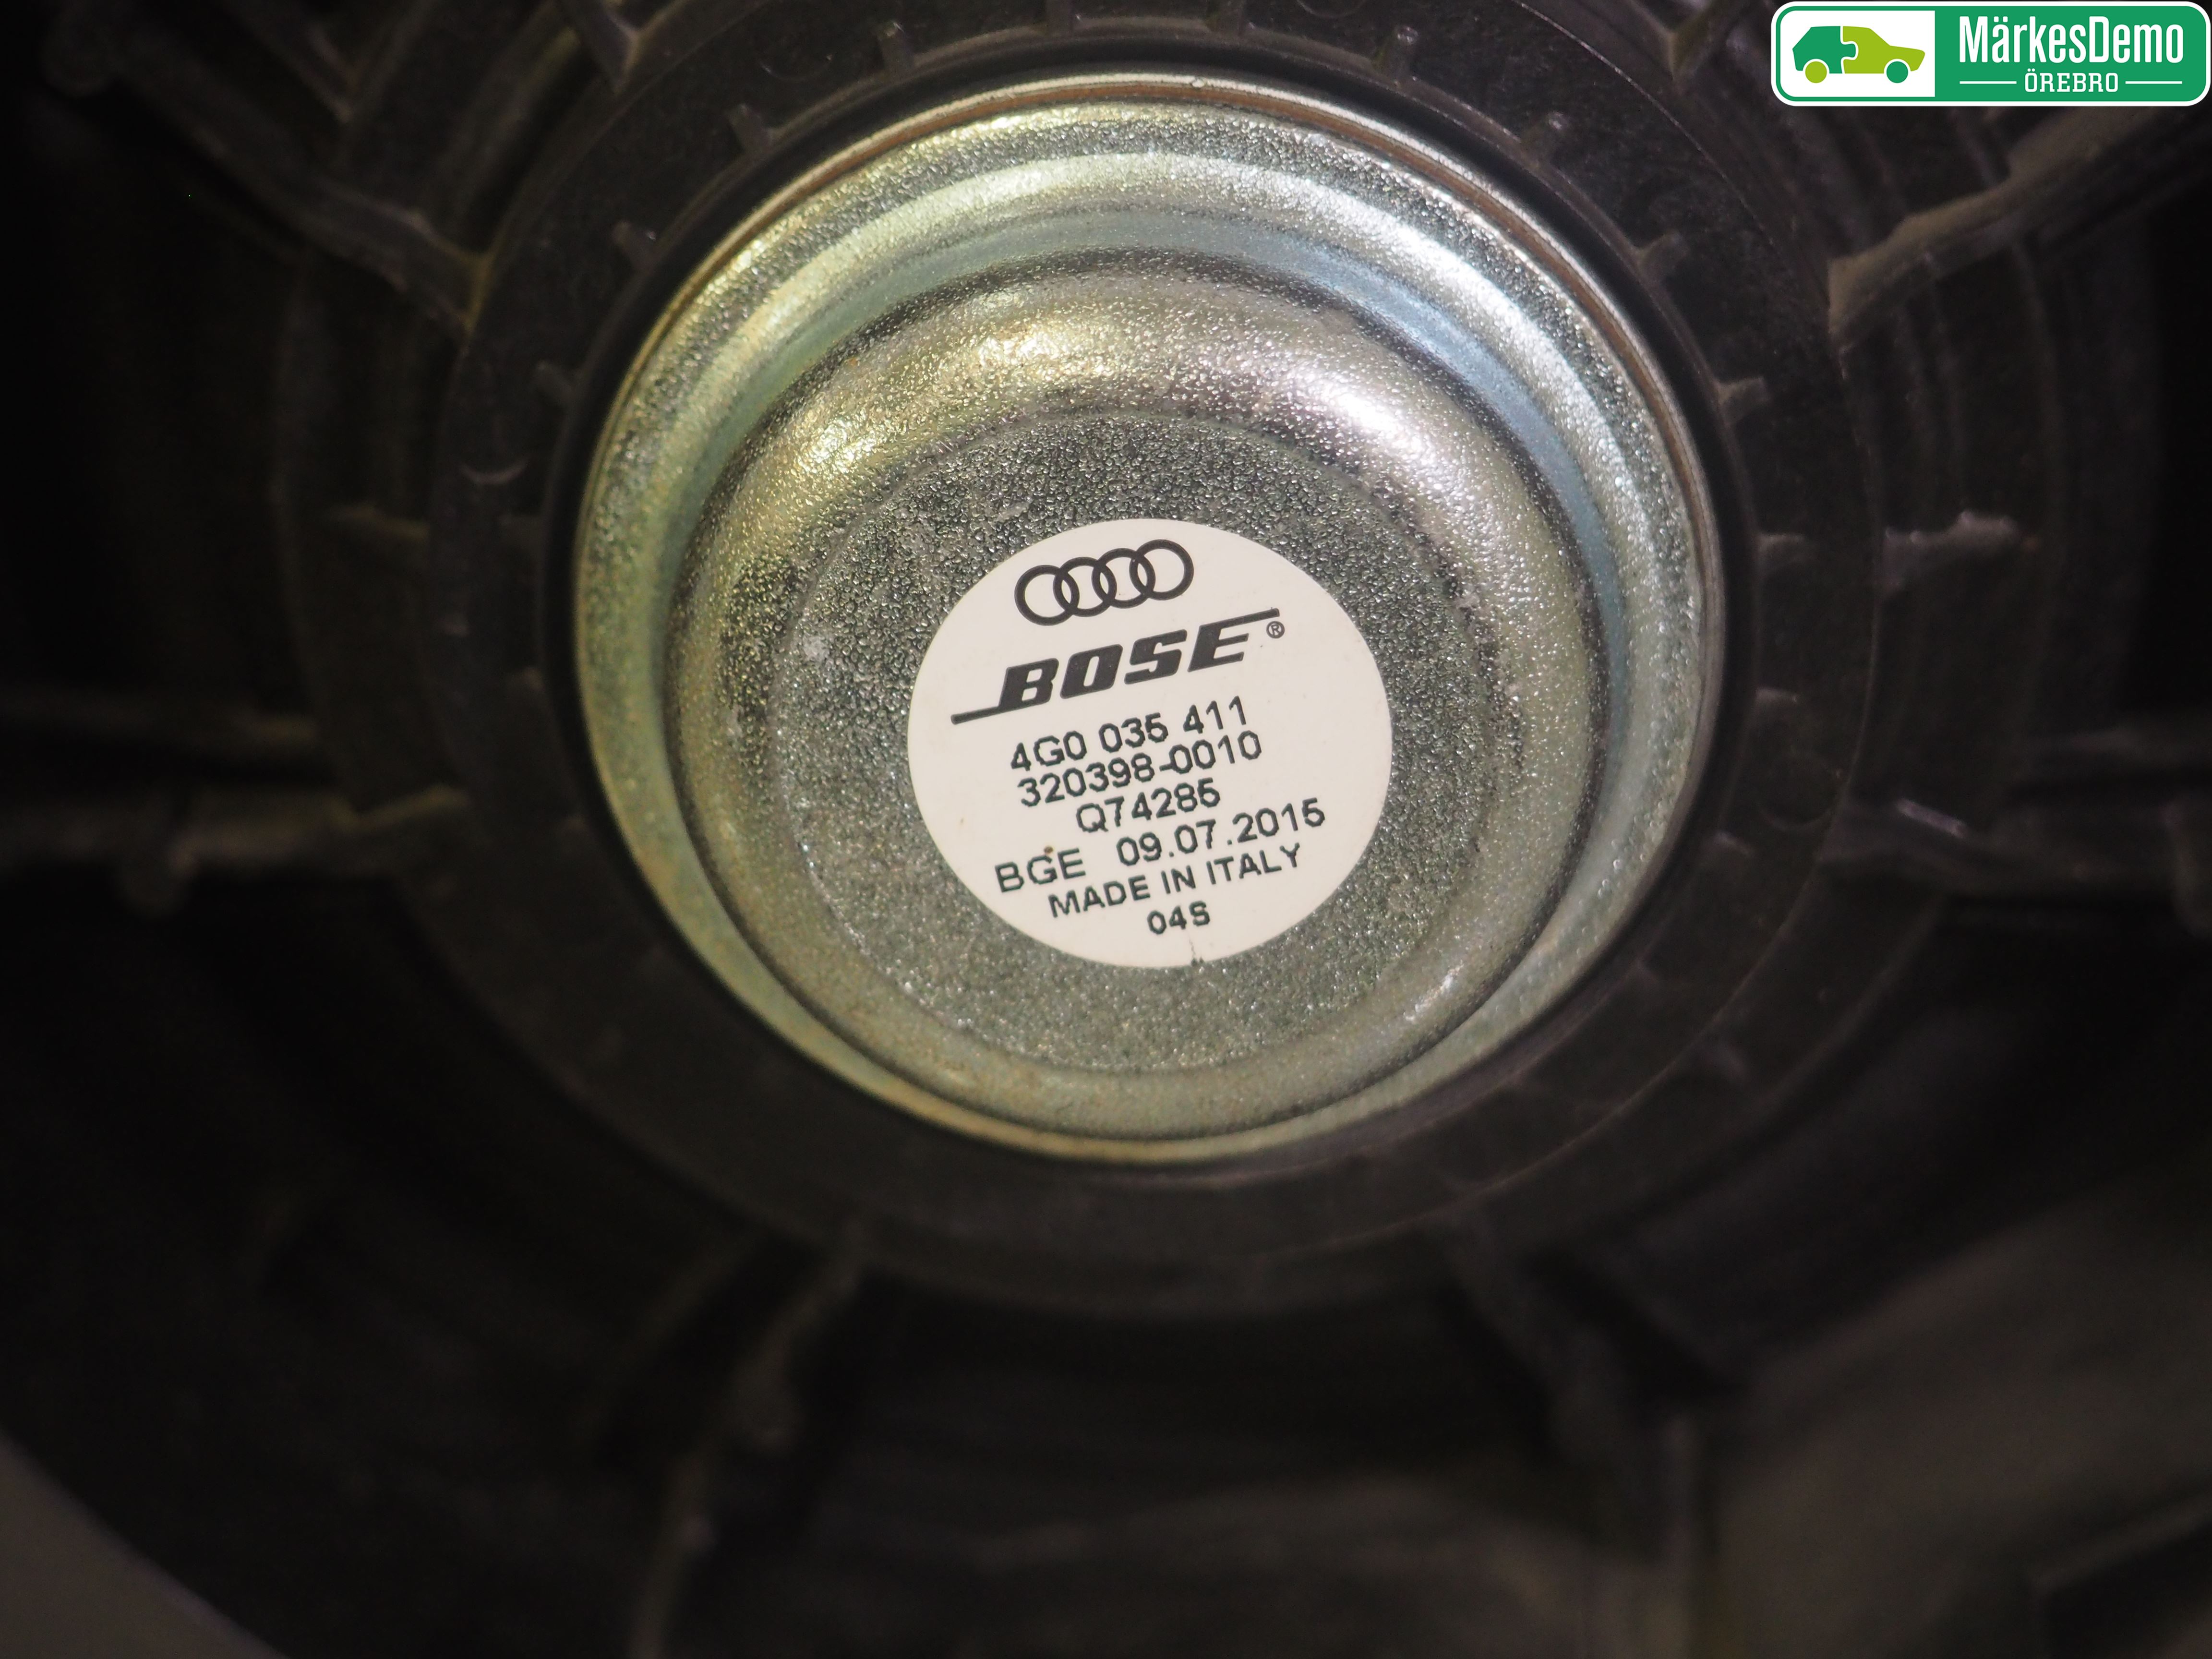 MärkesDemo
ÖREBRO
BOSE®
4G0 035 411
320398-0010
Q74285
BGE 09.07.2015
MADE IN ITALY
04S